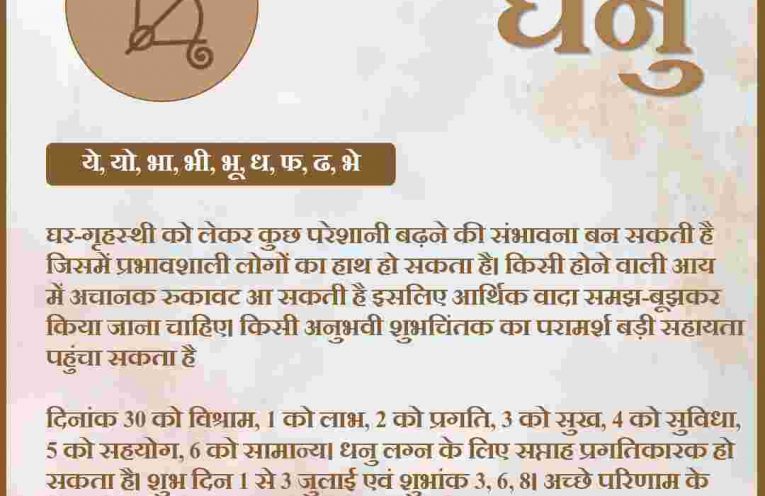 धनु
ये, यो, भा, भी, भू, ध, फ, ढ, भे
घर-गृहस्थी को लेकर कुछ परेशानी बढ़ने की संभावना बन सकती है
जिसमें प्रभावशाली लोगों का हाथ हो सकता है। किसी होने वाली आय
में अचानक रुकावट आ सकती है इसलिए आर्थिक वादा समझ-बूझकर
किया जाना चाहिए। किसी अनुभवी शुभचिंतक का परामर्श बड़ी सहायता
पहुंचा सकता है
दिनांक 30 को विश्राम, 1 को लाभ, 2 को प्रगति, 3 को सुख, 4 को सुविधा,
5 को सहयोग, 6 को सामान्य। धनु लग्न के लिए सप्ताह प्रगतिकारक हो
सकता है। शुभ दिन 1 से 3 जुलाई एवं शुभांक 3, 6, 8। अच्छे परिणाम के